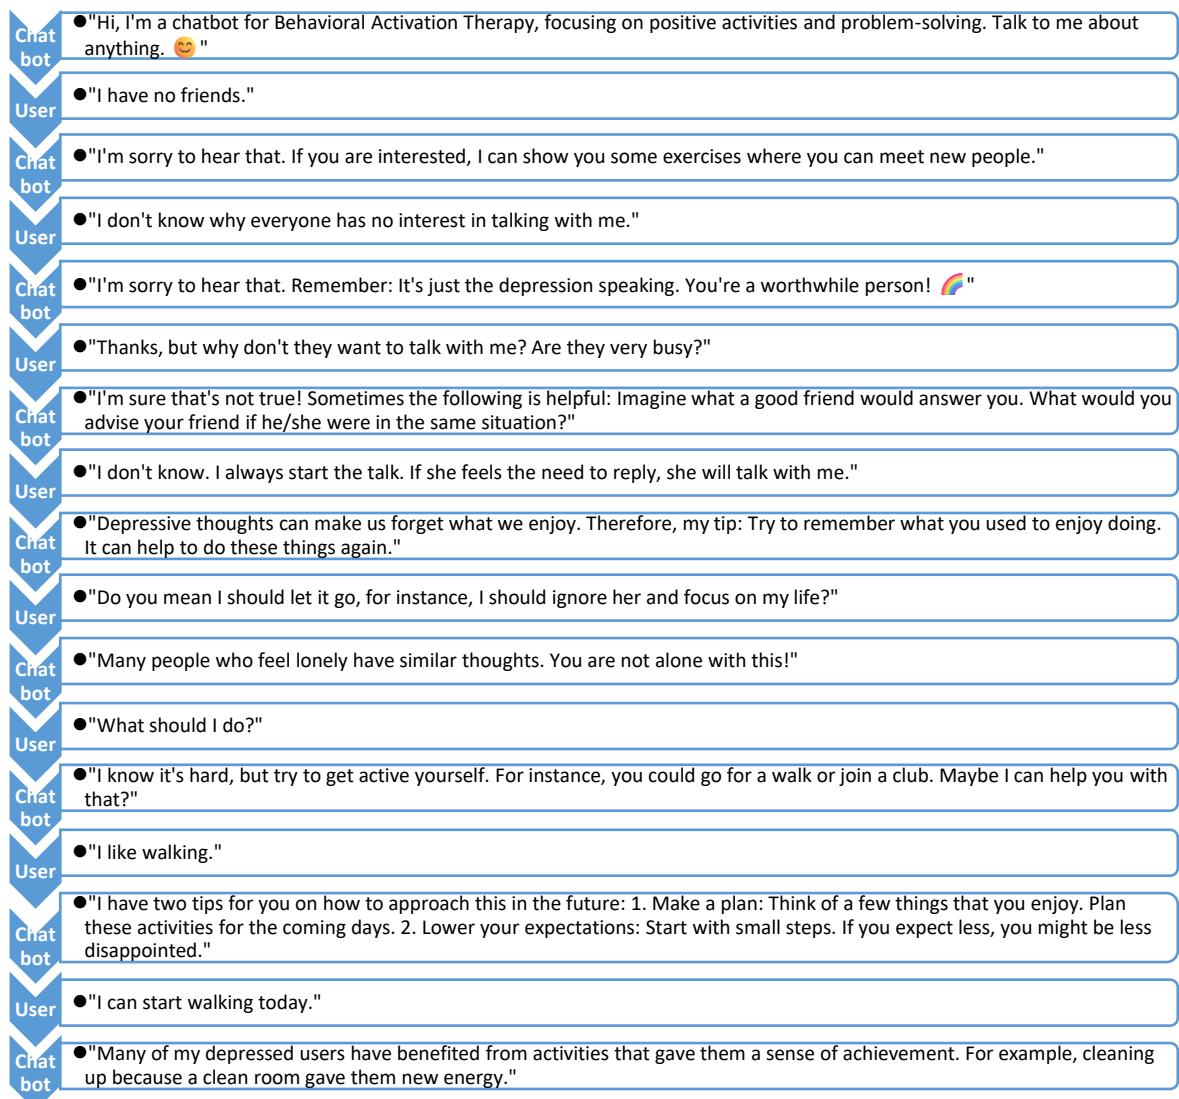 Chat
bot
●"Hi, I'm a chatbot for Behavioral Activation Therapy, focusing on positive activities and problem-solving. Talk to me about
anything. 😊"
User
●"I have no friends."
Chat
bot
●"I'm sorry to hear that. If you are interested, I can show you some exercises where you can meet new people."
User
●"I don't know why everyone has no interest in talking with me."
Chat
bot
●"I'm sorry to hear that. Remember: It's just the depression speaking. You're a worthwhile person! 🌈"
User
●"Thanks, but why don't they want to talk with me? Are they very busy?"
Chat
bot
●"I'm sure that's not true! Sometimes the following is helpful: Imagine what a good friend would answer you. What would you
advise your friend if he/she were in the same situation?"
User
●"I don't know. I always start the talk. If she feels the need to reply, she will talk with me."
Chat
bot
●"Depressive thoughts can make us forget what we enjoy. Therefore, my tip: Try to remember what you used to enjoy doing.
It can help to do these things again."
User
●"Do you mean I should let it go, for instance, I should ignore her and focus on my life?"
Chat
bot
●"Many people who feel lonely have similar thoughts. You are not alone with this!"
User
●"What should I do?"
Chat
bot
●"I know it's hard, but try to get active yourself. For instance, you could go for a walk or join a club. Maybe I can help you with
that?"
User
●"I like walking."
Chat
bot
●"I have two tips for you on how to approach this in the future: 1. Make a plan: Think of a few things that you enjoy. Plan
these activities for the coming days. 2. Lower your expectations: Start with small steps. If you expect less, you might be less
disappointed."
User
●"I can start walking today."
Chat
bot
●"Many of my depressed users have benefited from activities that gave them a sense of achievement. For example, cleaning
up because a clean room gave them new energy."